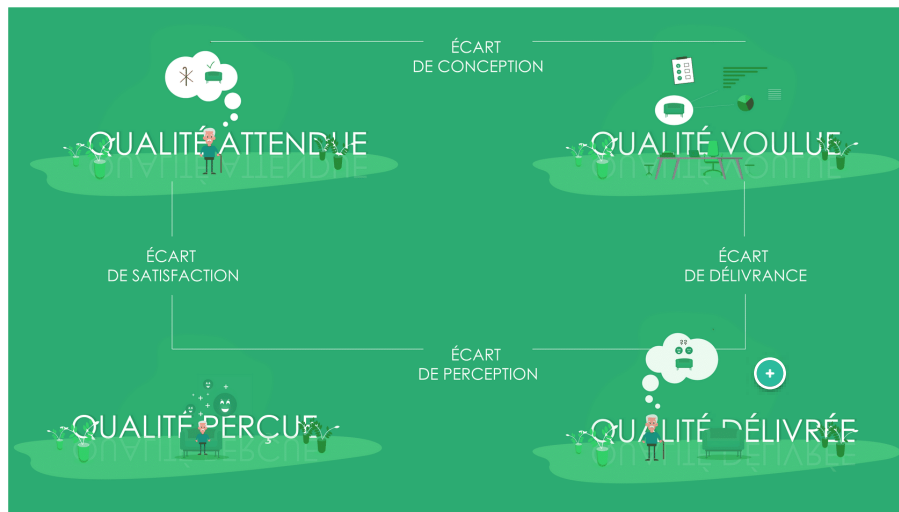 ÉCART
DE CONCEPTION
QUALITÉ ATTENDUE
QUALITÉ VOULUE
ÉCART
DE SATISFACTION
ÉCART
DE DÉLIVRANCE
ÉCART
DE PERCEPTION
QUALITÉ PERÇUE
QUALITÉ DÉLIVRÉE